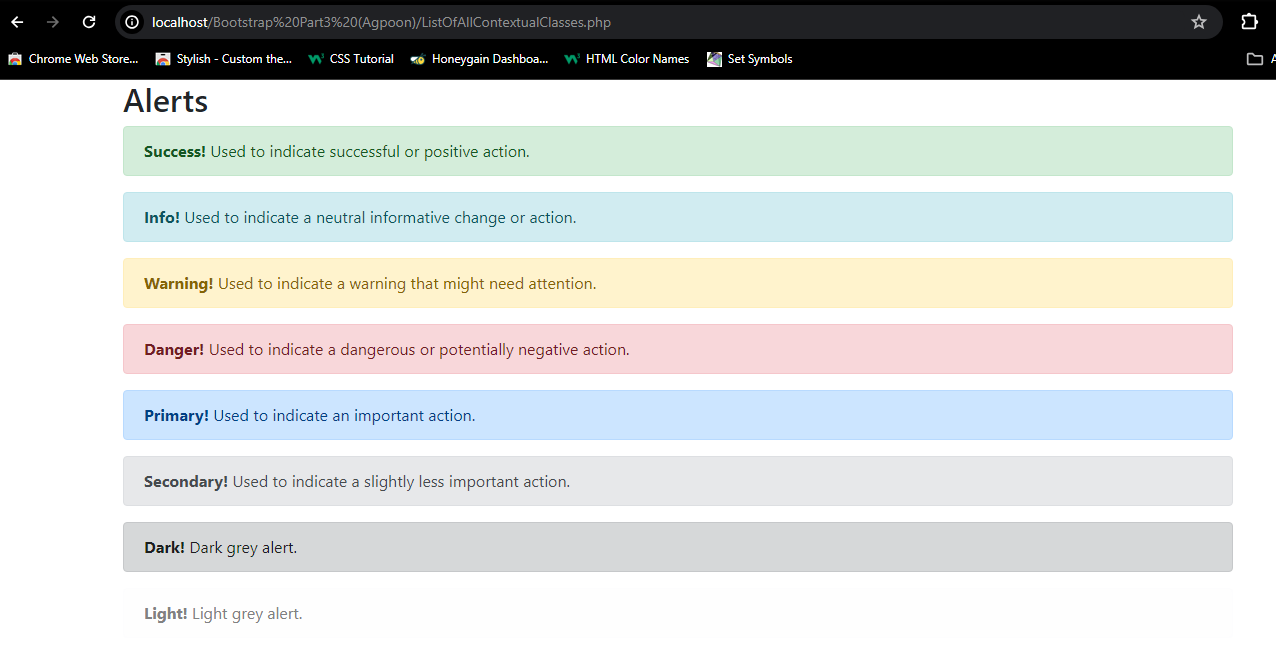 localhost/Bootstrap%20Part3%20(Agpoon)/ListOfAllContextualClasses.php
Chrome Web Store... Stylish - Custom the... CSS Tutorial Honeygain Dashboa... HTML Color Names Set Symbols A
Alerts
Success! Used to indicate successful or positive action.
Info! Used to indicate a neutral informative change or action.
Warning! Used to indicate a warning that might need attention.
Danger! Used to indicate a dangerous or potentially negative action.
Primary! Used to indicate an important action.
Secondary! Used to indicate a slightly less important action.
Dark! Dark grey alert.
Light! Light grey alert.